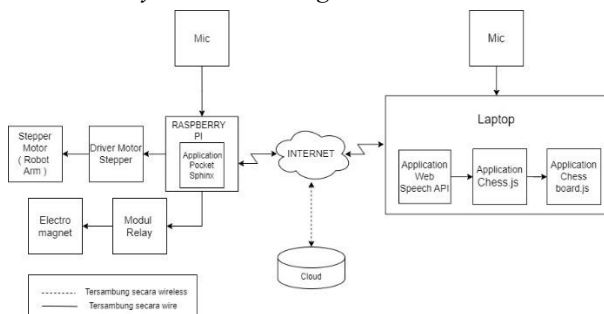 Mic
Mic
RASPBERRY
PI
Application
Pocket
Sphinx
Stepper
Motor
( Robot
Arm )
Driver Motor
Stepper
Electro
magnet
Modul
Relay
INTERNET
Cloud
Laptop
Application
Web
Speech API
Application
Chess.js
Application
Chess
board.js
Tersambung secara wireless
Tersambung secara wire